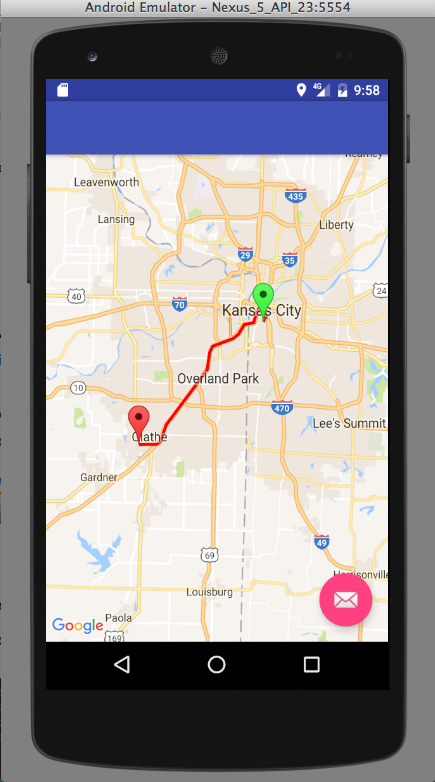 Android Emulator - Nexus_5_API_23:5554
4G
9:58
Leavenworth
435
Lansing
Liberty
29
35
40
70
24
Kansas City
Overland Park
10
470
Lee's Summit
Olathe
Gardner
49
69
Harrisonville
Louisburg
Paola
Google
169